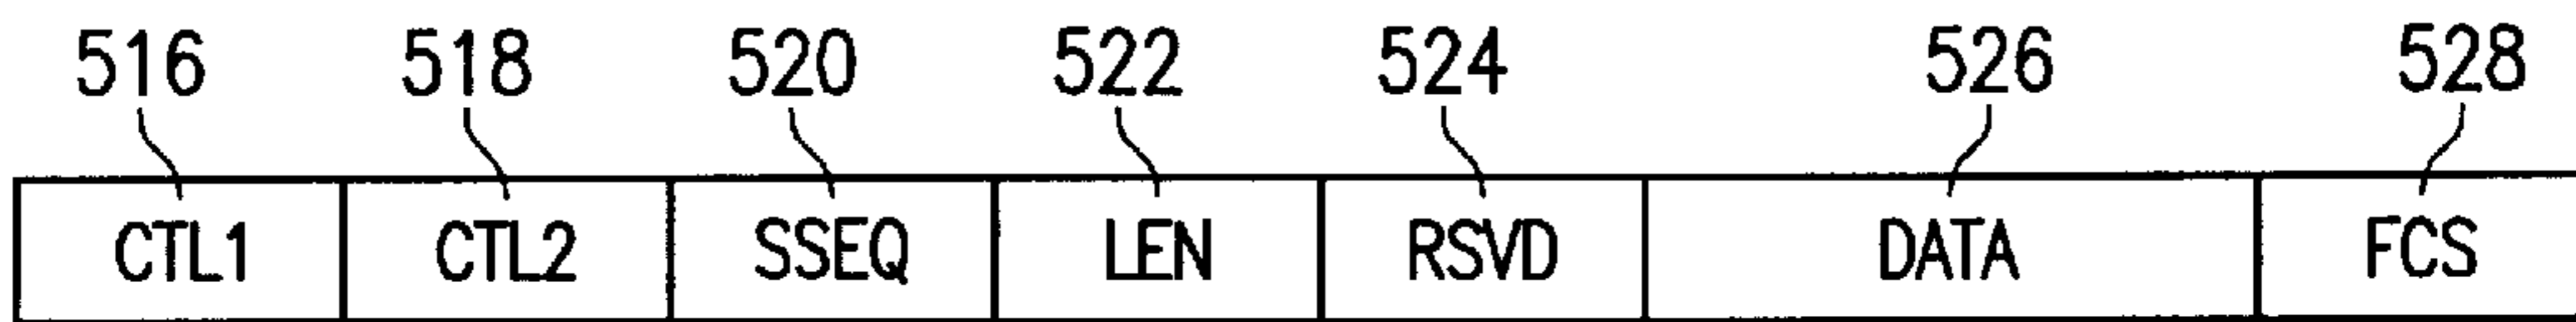 516 518 520 522 524 526 528
CTL1 CTL2 SSEQ LEN RSVD DATA FCS